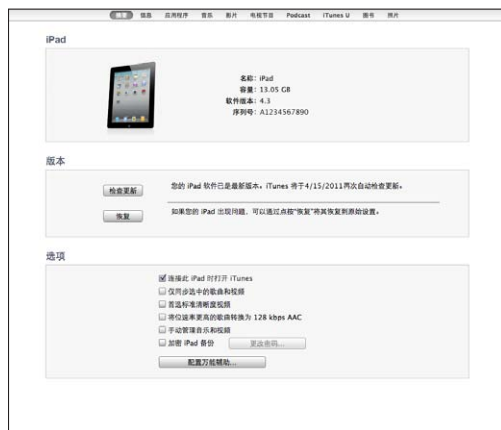 摘要 信息 应用程序 音乐 影片 电视节目 Podcast iTunes U 图书 照片
iPad
名称: iPad
容量: 13.05 GB
软件版本: 4.3
序列号: A1234567890
版本
检查更新
您的 iPad 软件已是最新版本。iTunes 将于4/15/2011再次自动检查更新。
恢复
如果您的 iPad 出现问题，可以通过点按“恢复”将其恢复到原始设置。
选项
连接此 iPad 时打开 iTunes
仅同步选中的歌曲和视频
首选标准清晰度视频
将位速率更高的歌曲转换为 128 kbps AAC
手动管理音乐和视频
加密 iPad 备份 更改密码...
配置万能辅助...